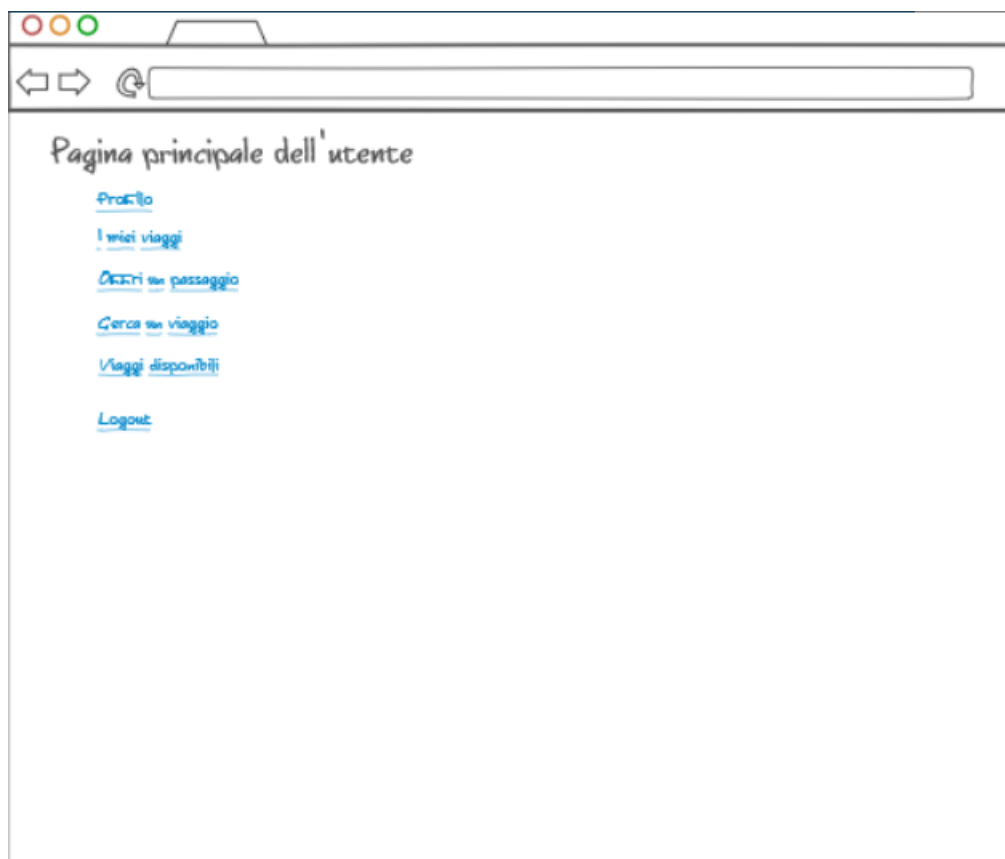 Pagina principale dell'utente
Profilo
I miei viaggi
Offri un passaggio
Cerca un viaggio
Viaggi disponibili
Logout